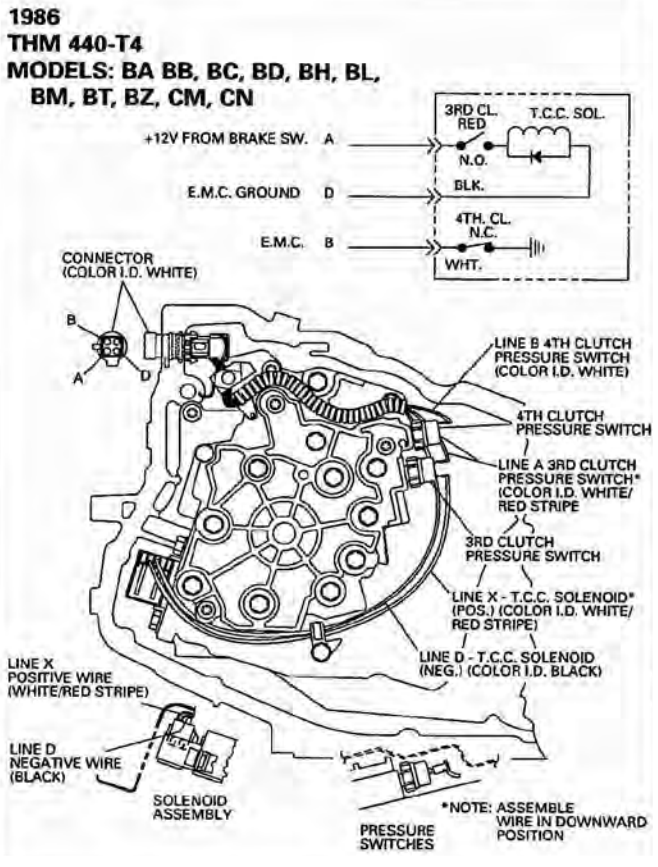 1986
THM 440-T4
MODELS: BA BB, BC, BD, BH, BL,
BM, BT, BZ, CM, CN
3RD CL.
RED
T.C.C. SOL.
+12V FROM BRAKE SW. A
N.O.
E.M.C. GROUND D
BLK.
4TH. CL.
N.C.
E.M.C. B
WHT.
CONNECTOR
(COLOR I.D. WHITE)
B
A
D
LINE B 4TH CLUTCH
PRESSURE SWITCH
(COLOR I.D. WHITE)
4TH CLUTCH
PRESSURE SWITCH
LINE A 3RD CLUTCH
PRESSURE SWITCH*
(COLOR I.D. WHITE/
RED STRIPE
3RD CLUTCH
PRESSURE SWITCH
LINE X - T.C.C. SOLENOID*
(POS.) (COLOR I.D. WHITE/
RED STRIPE)
LINE D - T.C.C. SOLENOID
(NEG.) (COLOR I.D. BLACK)
LINE X
POSITIVE WIRE
(WHITE/RED STRIPE)
LINE D
NEGATIVE WIRE
(BLACK)
SOLENOID
ASSEMBLY
PRESSURE
SWITCHES
*NOTE: ASSEMBLE
WIRE IN DOWNWARD
POSITION